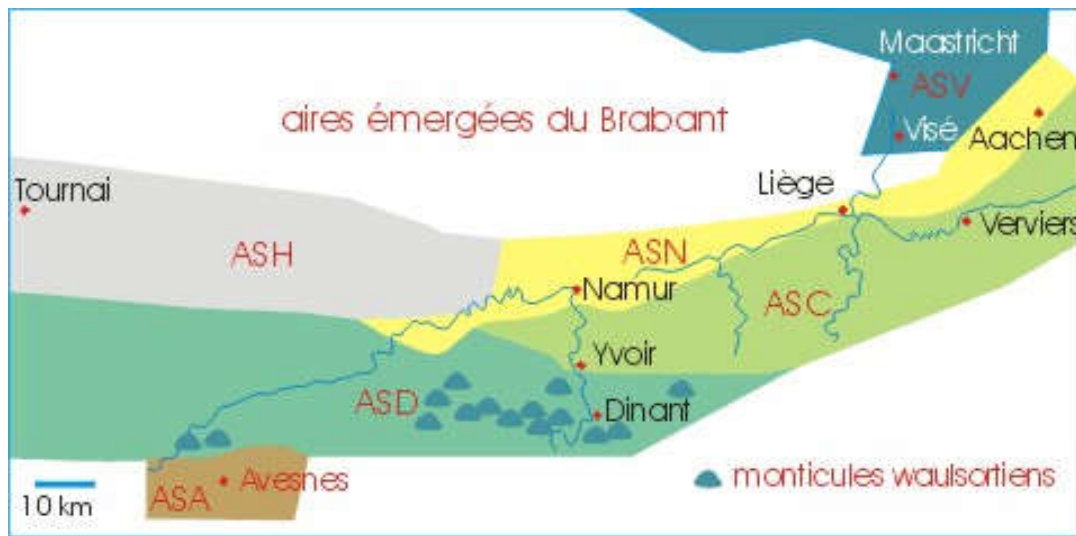 Maastricht
ASV
aires émergées du Brabant
Visé
Aachen
Tournai
Liège
Verviers
ASH
ASN
Namur
ASC
Yvoir
ASD
Dinant
Avesnes
monticules waulsortiens
ASA
10 km